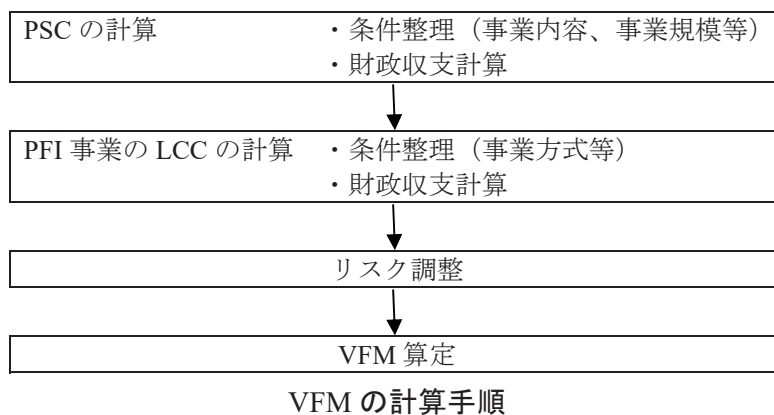 PSC の計算 ・条件整理（事業内容、事業規模等）
・財政収支計算
PFI 事業の LCC の計算 ・条件整理（事業方式等）
・財政収支計算
リスク調整
VFM 算定
VFM の計算手順